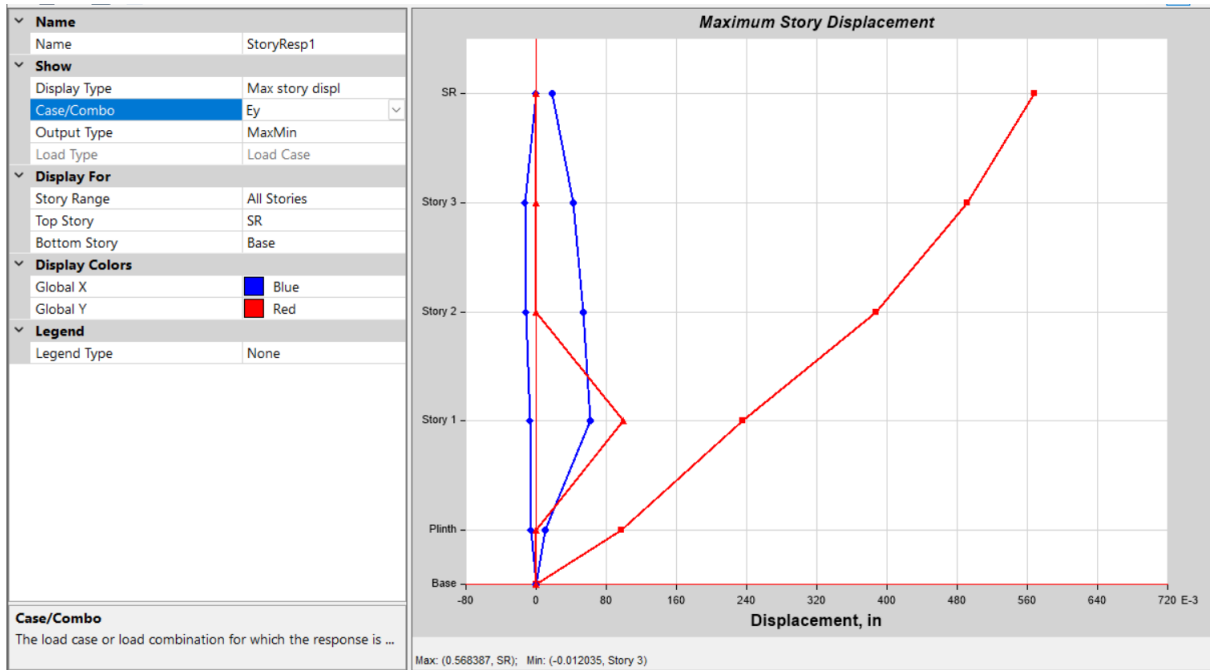 Name
Name StoryResp1
Show
Display Type Max story displ
Case/Combo Ey
Output Type MaxMin
Load Type Load Case
Display For
Story Range All Stories
Top Story SR
Bottom Story Base
Display Colors
Global X Blue
Global Y Red
Legend
Legend Type None
Case/Combo
The load case or load combination for which the response is ...
Maximum Story Displacement
SR
Story 3
Story 2
Story 1
Plinth
Base
-80 0 80 160 240 320 400 480 560 640 720 E-3
Displacement, in
Max: (0.568387, SR); Min: (-0.012035, Story 3)